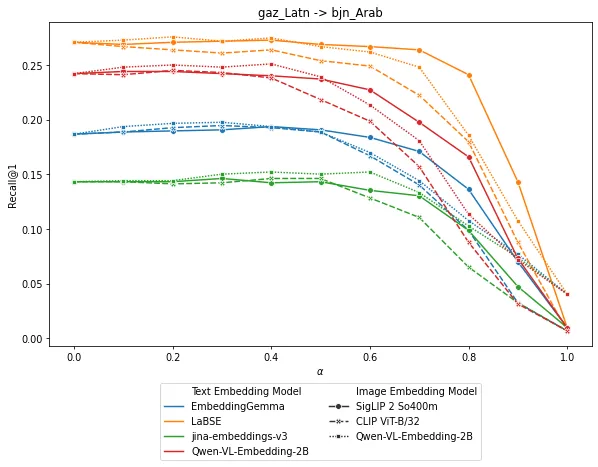 gaz_Latn -> bjn_Arab
Recall@1
0.25
0.20
0.15
0.10
0.05
0.00
0.0 0.2 0.4 0.6 0.8 1.0
α
Text Embedding Model Image Embedding Model
EmbeddingGemma SigLIP 2 So400m
LaBSE CLIP ViT-B/32
jina-embeddings-v3 Qwen-VL-Embedding-2B
Qwen-VL-Embedding-2B